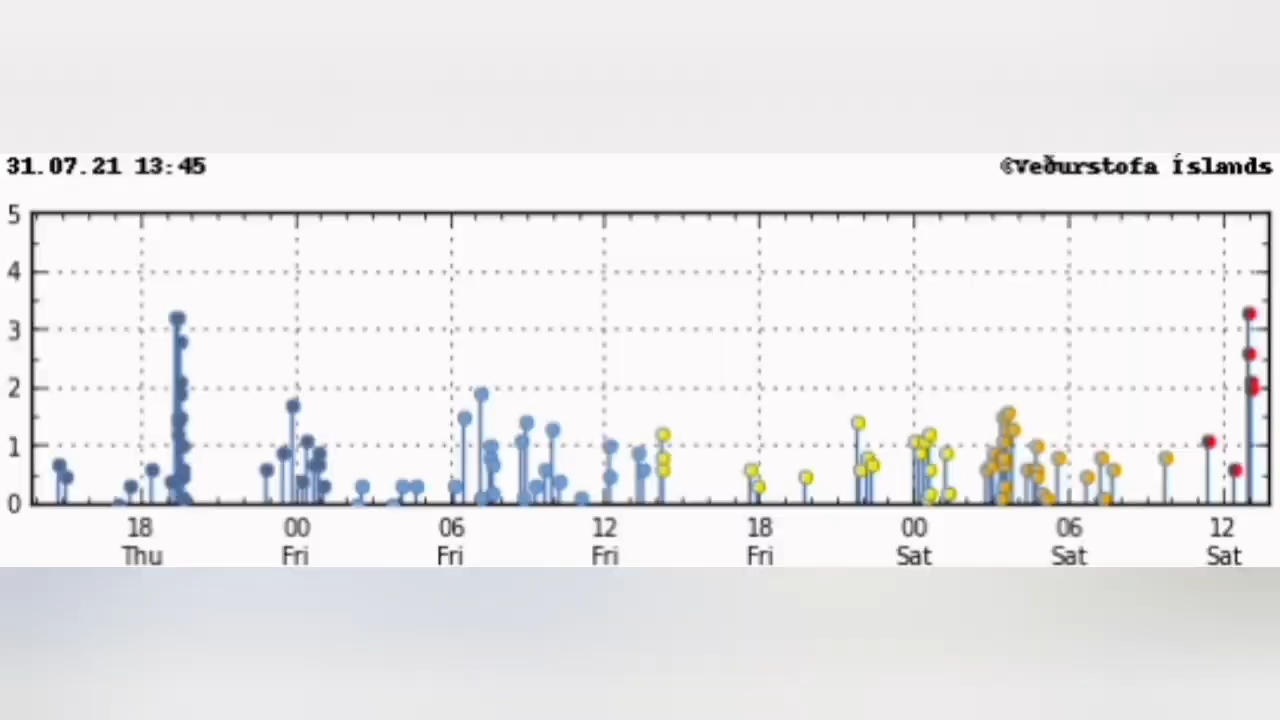 31.07.21 13:45
©Veðurstofa Íslands
5
4
3
2
1
0
18 00 06 12 18 00 06 12
Thu Fri Fri Fri Fri Sat Sat Sat